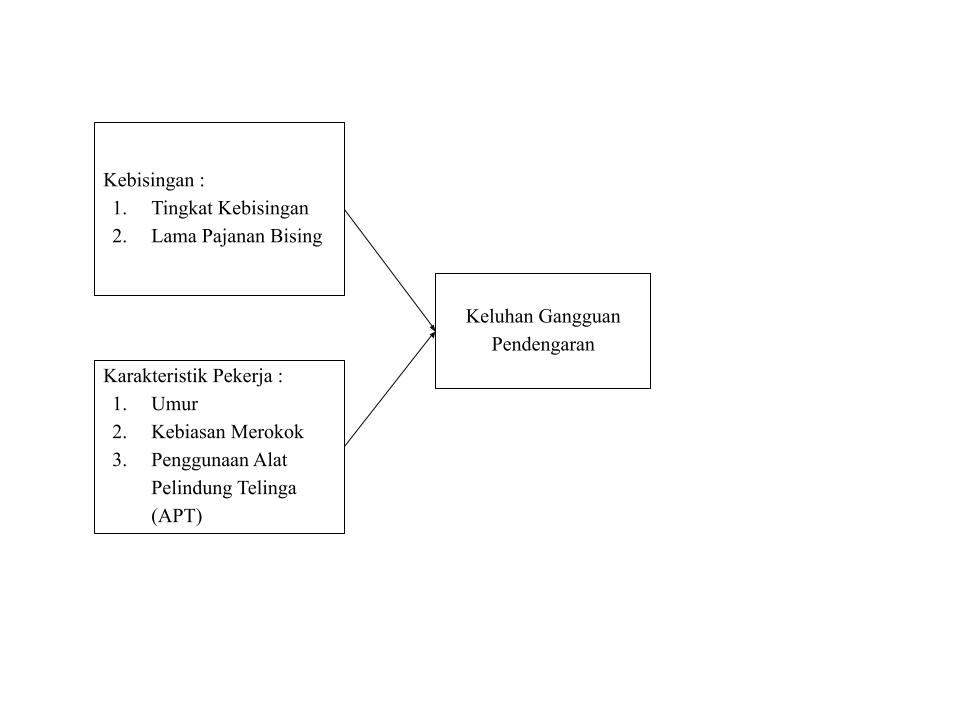 Kebisingan :
1. Tingkat Kebisingan
2. Lama Pajanan Bising
Keluhan Gangguan
Pendengaran
Karakteristik Pekerja :
1. Umur
2. Kebiasan Merokok
3. Penggunaan Alat
Pelindung Telinga
(APT)